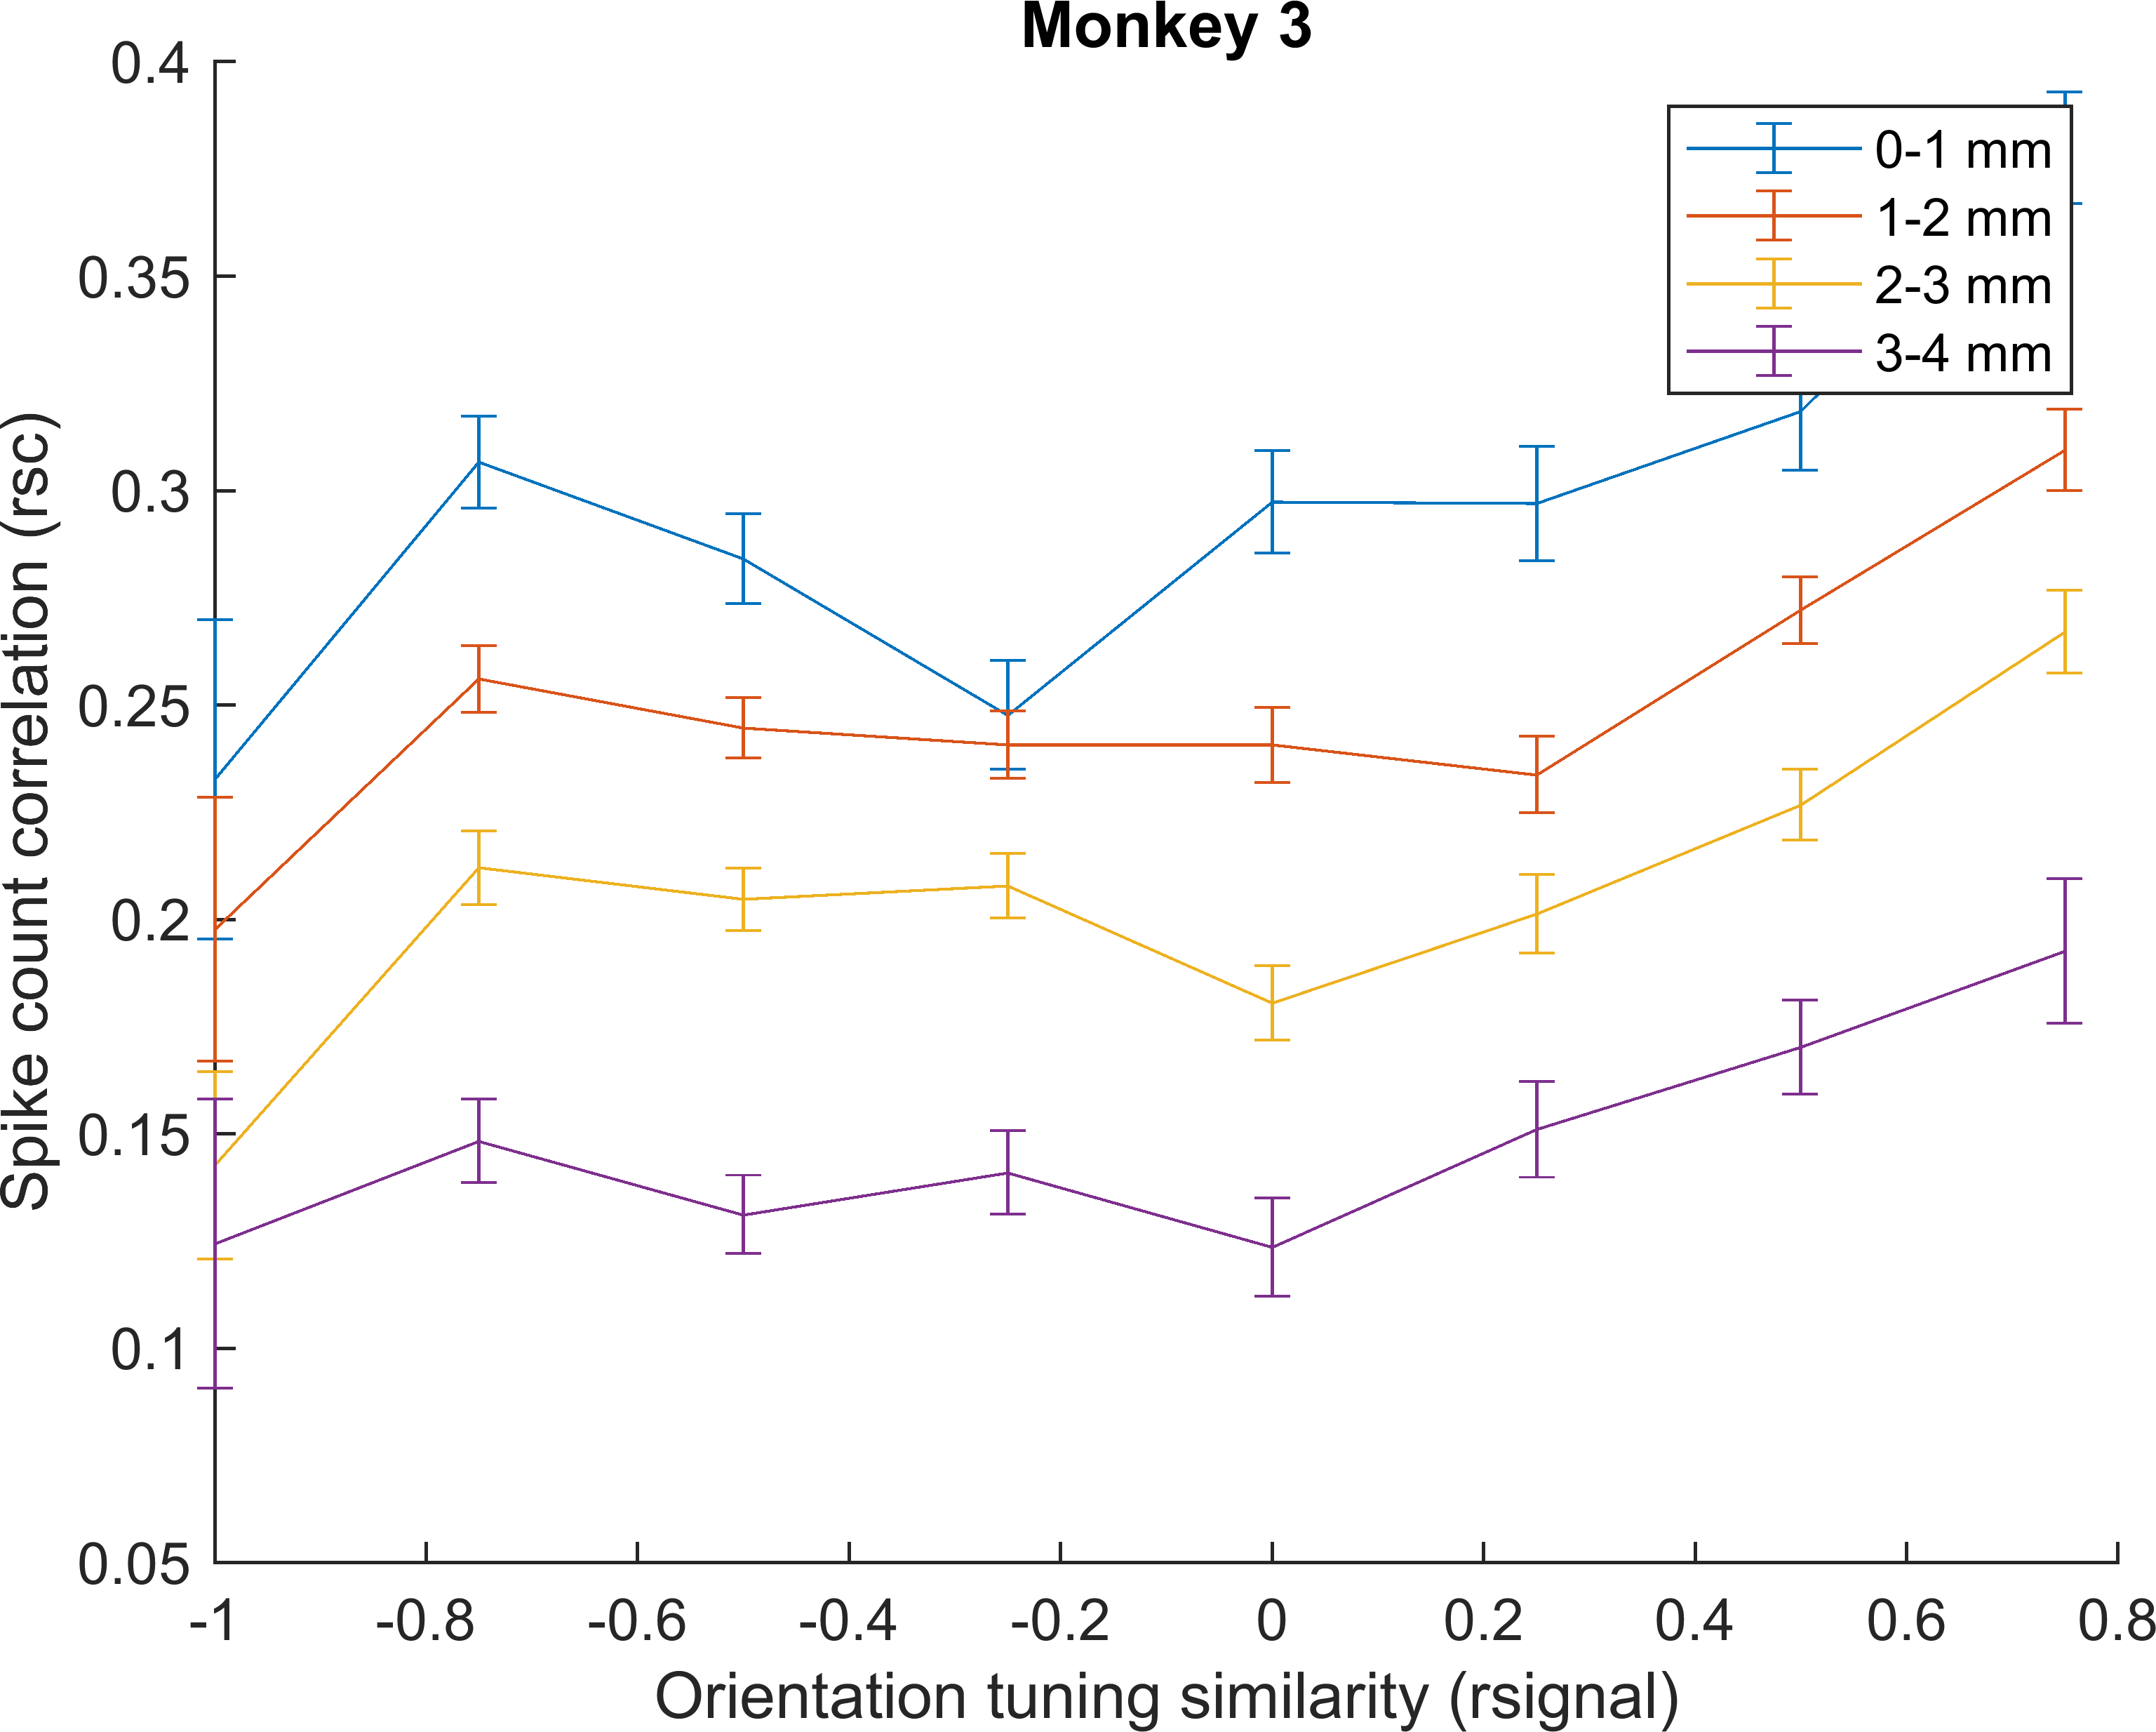 Monkey 3
0.4
0.35
0.3
0.25
0.2
0.15
0.1
0.05
Spike count correlation (rsc)
0-1 mm
1-2 mm
2-3 mm
3-4 mm
-1 -0.8 -0.6 -0.4 -0.2 0 0.2 0.4 0.6 0.8
Orientation tuning similarity (rsignal)